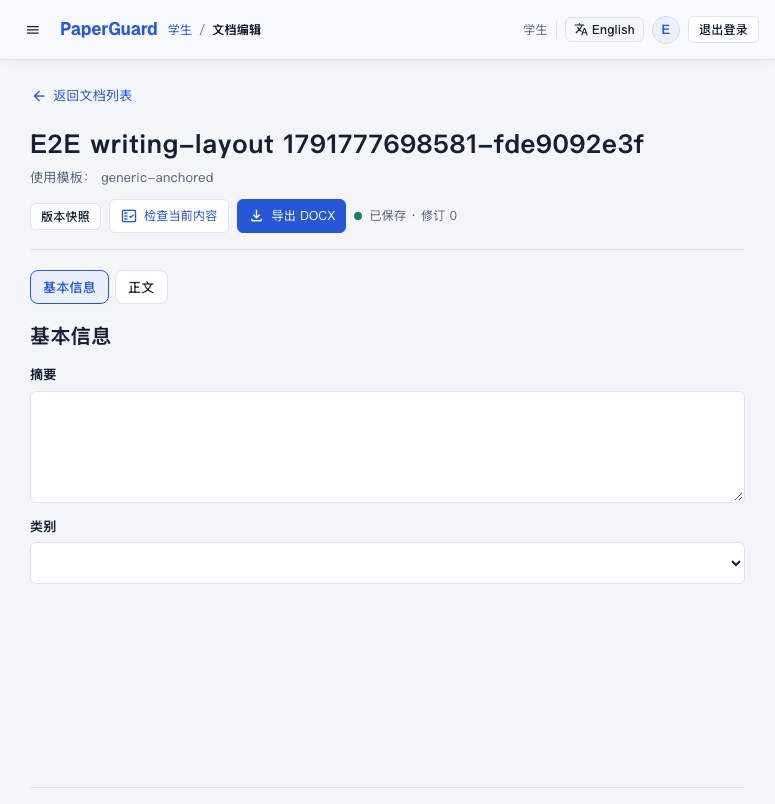 PaperGuard 学生 / 文档编辑 学生 English E 退出登录
返回文档列表
E2E writing-layout 1791777698581-fde9092e3f
使用模板： generic-anchored
版本快照 检查当前内容 导出 DOCX 已保存 · 修订 0
基本信息 正文
基本信息
摘要
类别